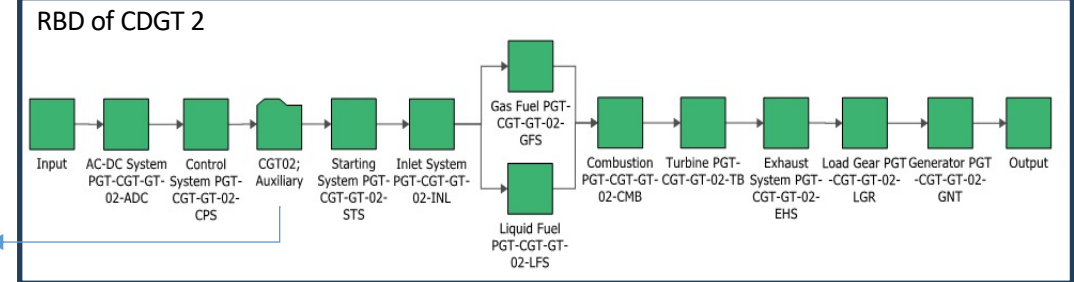 RBD of CDGT 2
Gas Fuel PGT-
CGT-GT-02-
GFS
Input
AC-DC System
PGT-CGT-GT-
02-ADC
Control
System PGT-
CGT-GT-02-
CPS
CGT02;
Auxiliary
Starting
System PGT-
CGT-GT-02-
STS
Inlet System
PGT-CGT-GT-
02-INL
Combustion
PGT-CGT-GT-
02-CMB
Turbine PGT-
CGT-GT-02-TB
Exhaust
System PGT-
CGT-GT-02-
EHS
Load Gear PGT
-CGT-GT-02-
LGR
Generator PGT
-CGT-GT-02-
GNT
Output
Liquid Fuel
PGT-CGT-GT-
02-LFS